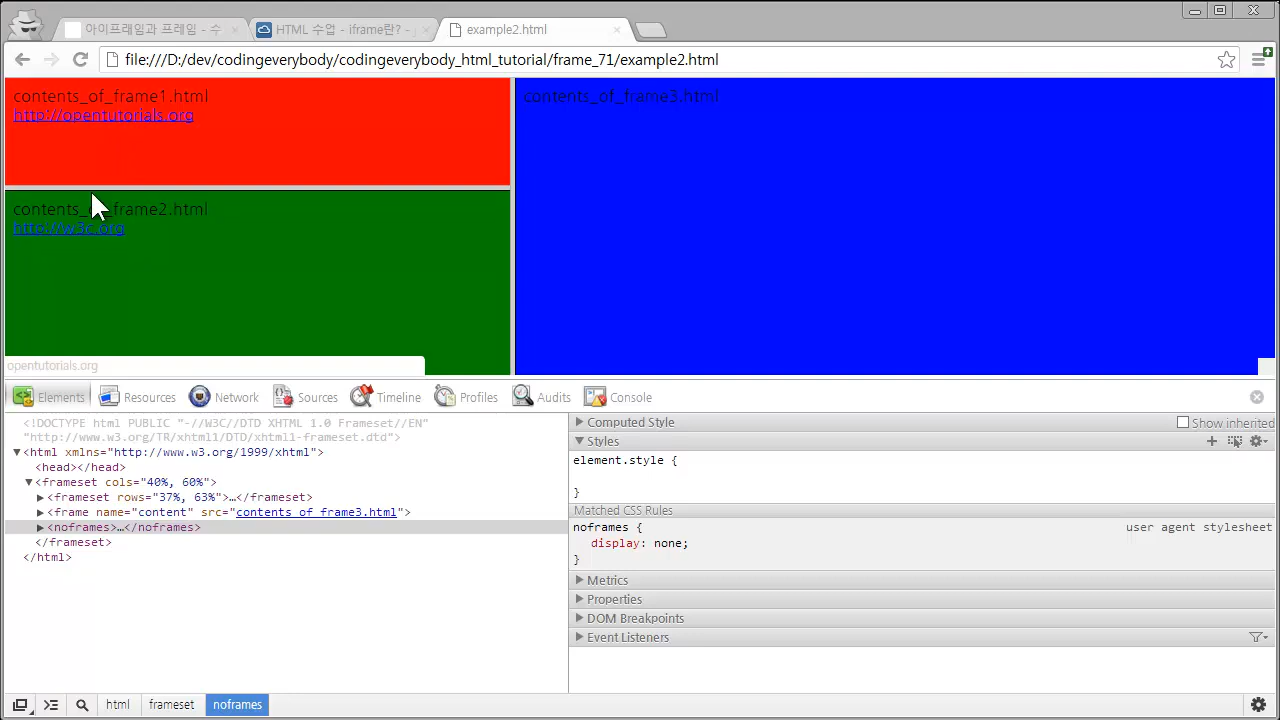 아이프레임과 프레임 - 수
HTML 수업 - iframe란? -
example2.html
file:///D:/dev/codingeverybody/codingeverybody_html_tutorial/frame_71/example2.html
contents_of_frame1.html
http://opentutorials.org
contents_of_frame3.html
contents_of_frame2.html
http://w3c.org
opentutorials.org
Elements
Resources
Network
Sources
Timeline
Profiles
Audits
Console
<!DOCTYPE html PUBLIC "-//W3C//DTD XHTML 1.0 Frameset//EN"
"http://www.w3.org/TR/xhtml1/DTD/xhtml1-frameset.dtd">
<html xmlns="http://www.w3.org/1999/xhtml">
<head></head>
<frameset cols="40%, 60%">
<frameset rows="37%, 63%">…</frameset>
<frame name="content" src="contents_of_frame3.html">
<noframes>…</noframes>
</frameset>
</html>
Computed Style
Show inherited
Styles
element.style {
}
Matched CSS Rules
noframes {
user agent stylesheet
display: none;
}
Metrics
Properties
DOM Breakpoints
Event Listeners
html
frameset
noframes